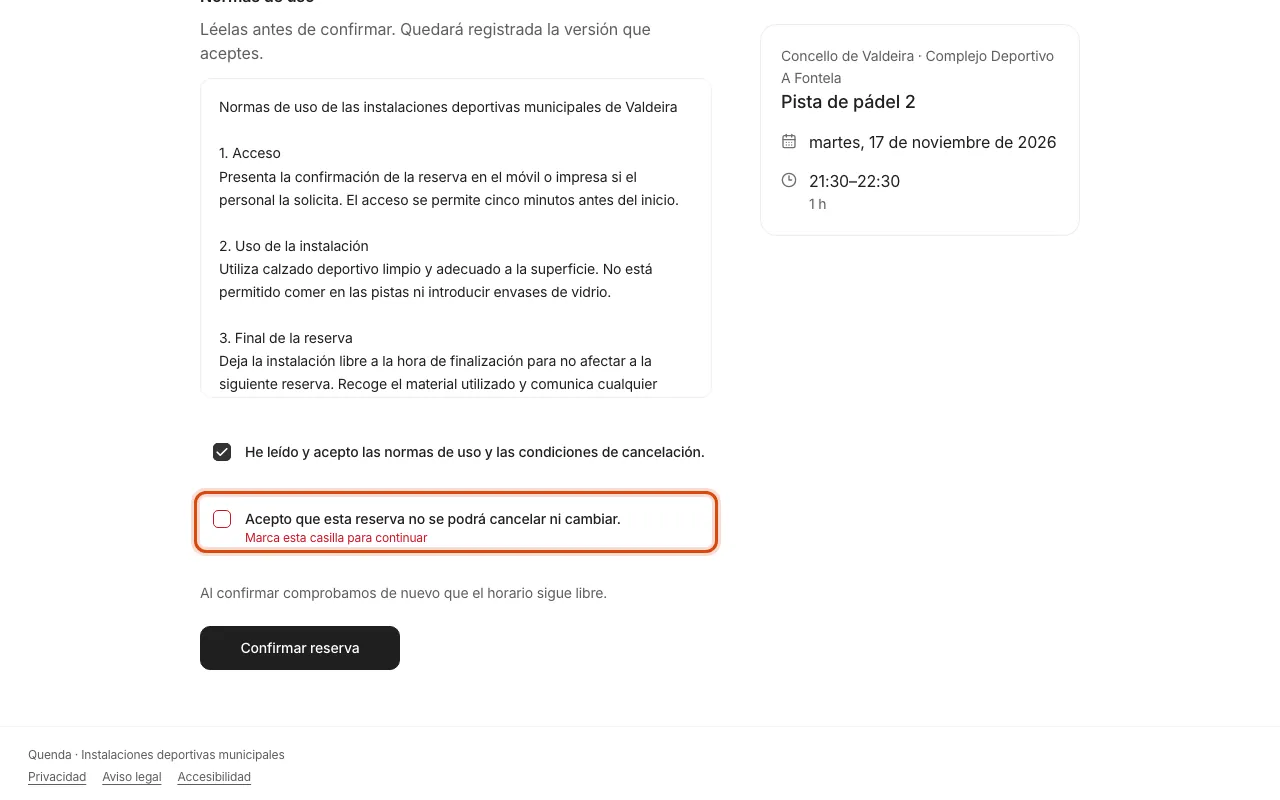 Normas de uso
Léelas antes de confirmar. Quedará registrada la versión que
aceptes.
Normas de uso de las instalaciones deportivas municipales de Valdeira
1. Acceso
Presenta la confirmación de la reserva en el móvil o impresa si el
personal la solicita. El acceso se permite cinco minutos antes del inicio.
2. Uso de la instalación
Utiliza calzado deportivo limpio y adecuado a la superficie. No está
permitido comer en las pistas ni introducir envases de vidrio.
3. Final de la reserva
Deja la instalación libre a la hora de finalización para no afectar a la
siguiente reserva. Recoge el material utilizado y comunica cualquier
He leído y acepto las normas de uso y las condiciones de cancelación.
Acepto que esta reserva no se podrá cancelar ni cambiar.
Marca esta casilla para continuar
Al confirmar comprobamos de nuevo que el horario sigue libre.
Confirmar reserva
Concello de Valdeira · Complejo Deportivo
A Fontela
Pista de pádel 2
martes, 17 de noviembre de 2026
21:30–22:30
1 h
Quenda · Instalaciones deportivas municipales
Privacidad Aviso legal Accesibilidad